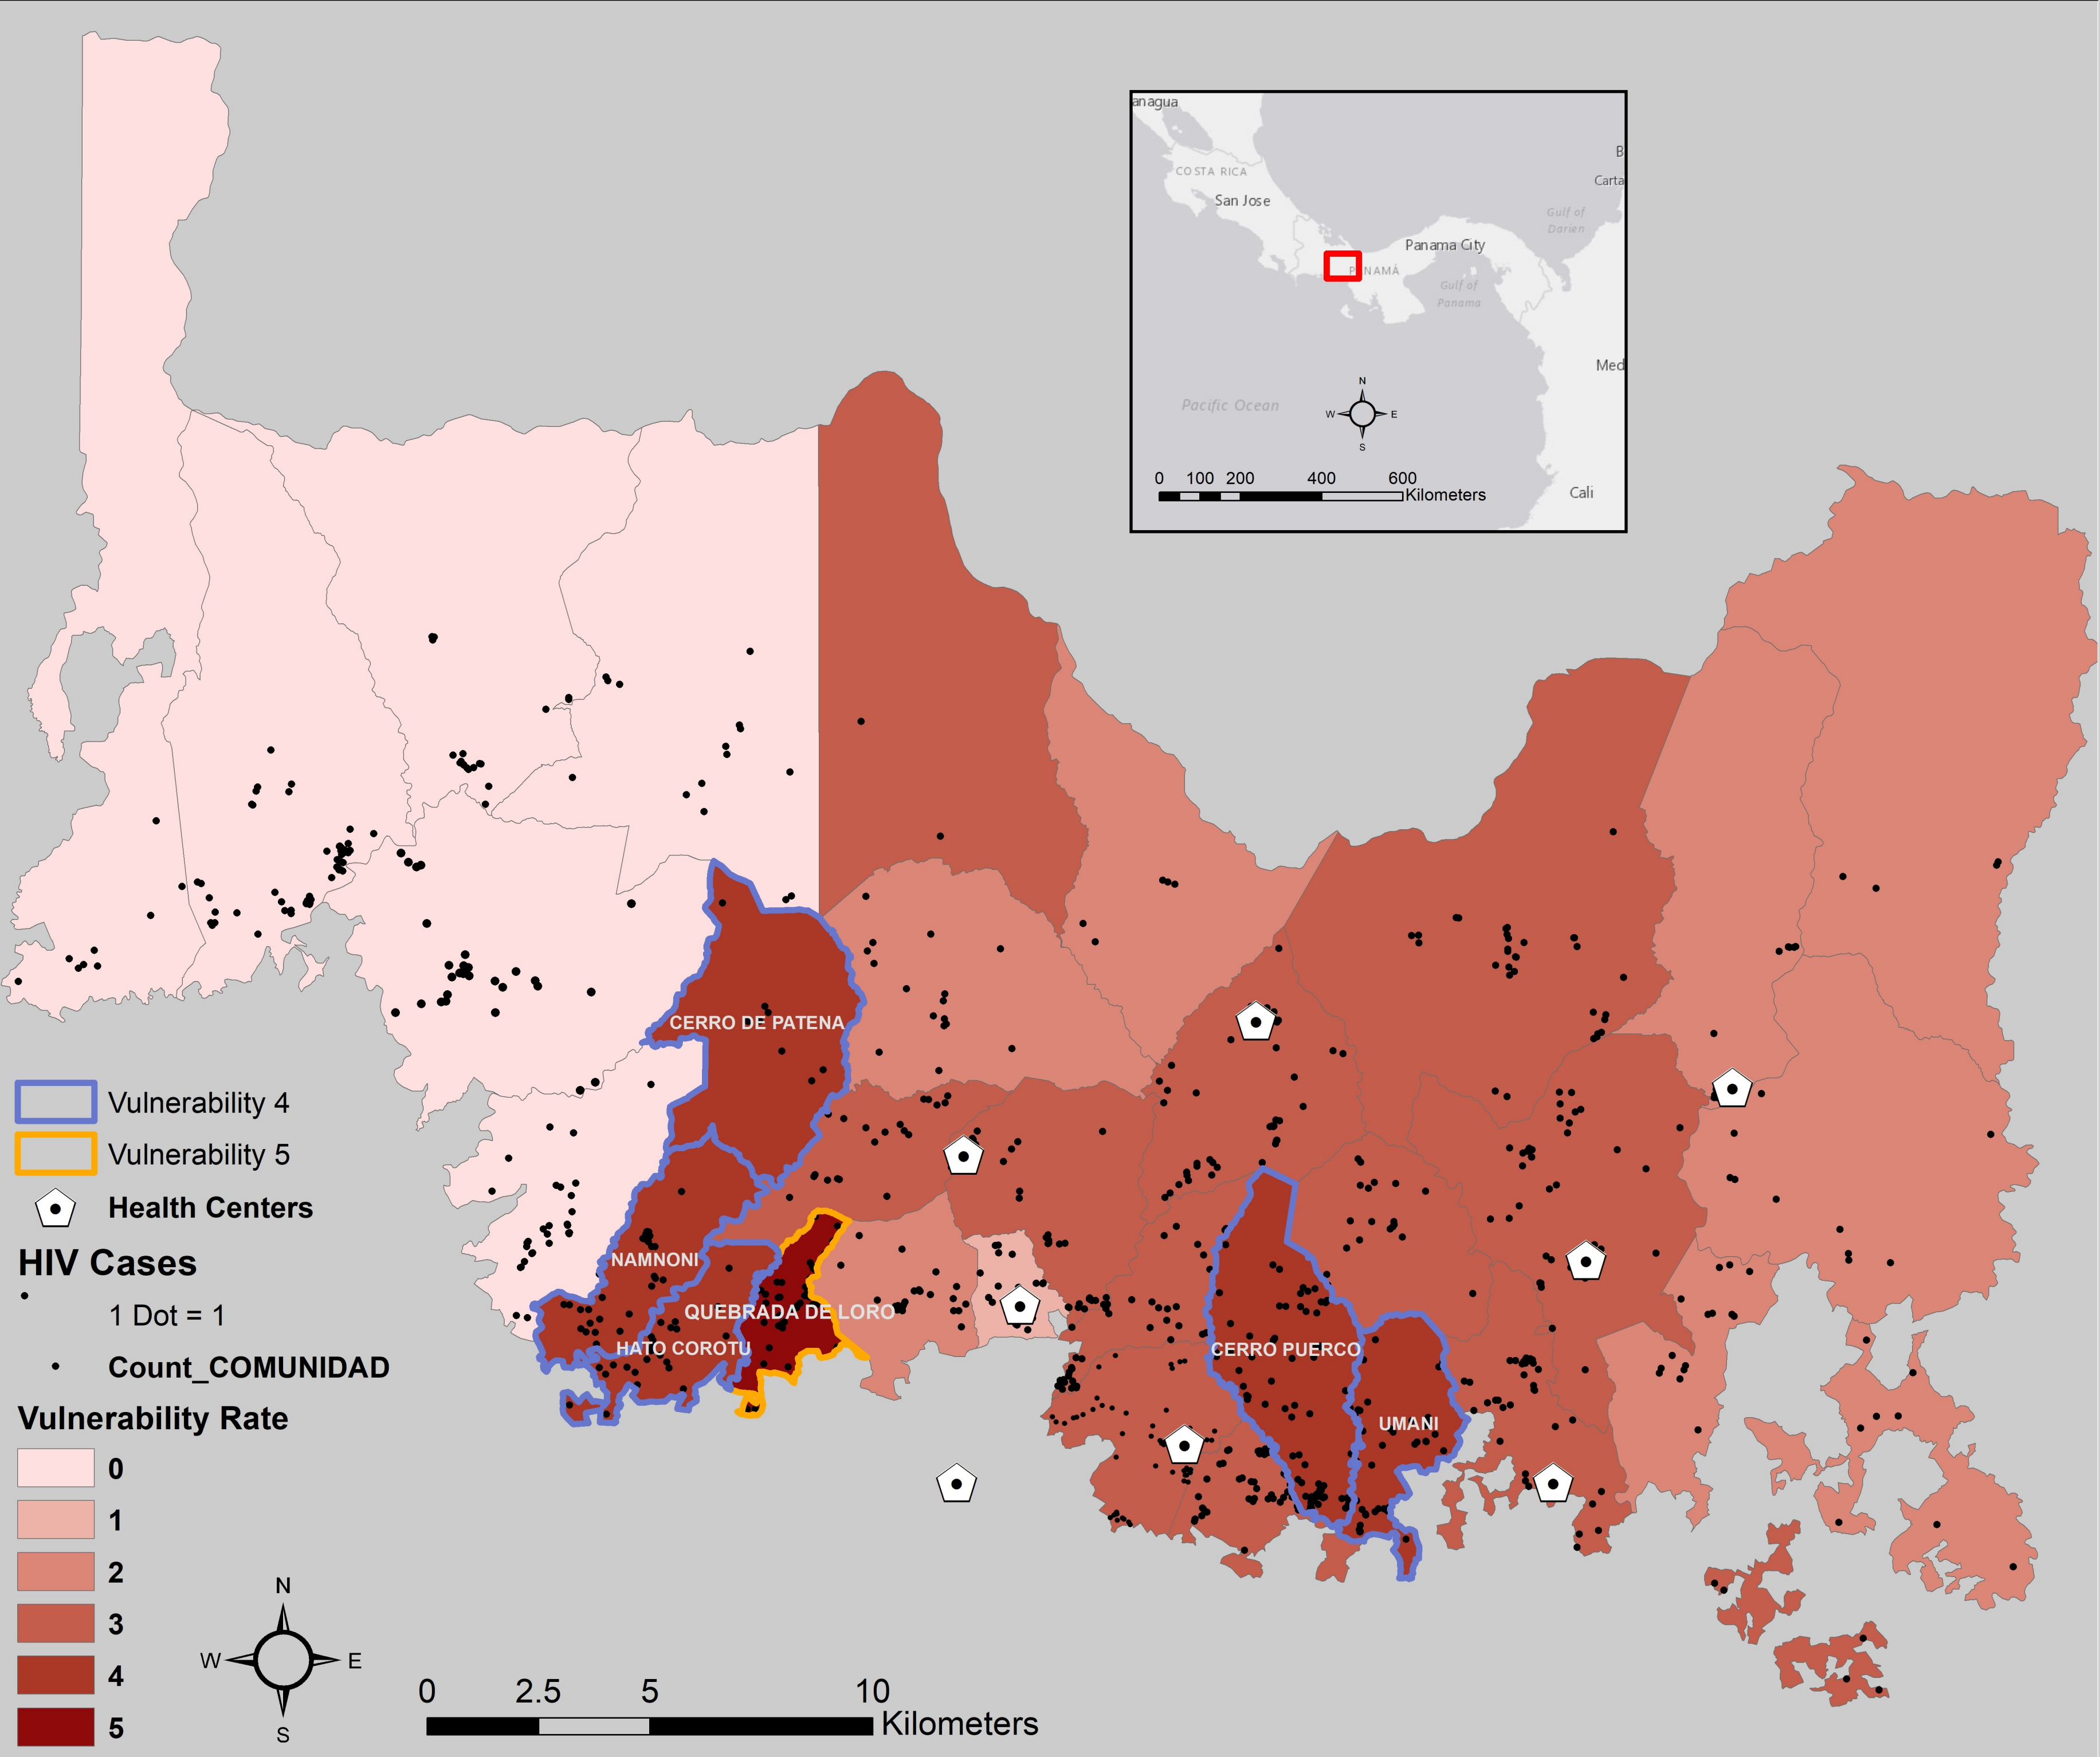 anagua
B
COSTA RICA
Carta
San Jose
Gulf of
Darien
Panama City
PANAMÁ
Gulf of
Panama
Med
N
Pacific Ocean
W E
S
0 100 200 400 600
Kilometers
Cali
CERRO DE PATENA
Vulnerability 4
Vulnerability 5
Health Centers
HIV Cases
1 Dot = 1
Count_COMUNIDAD
NAMNONI
QUEBRADA DE LORO
HATO COROTU
CERRO PUERCO
UMANI
Vulnerability Rate
0
1
2
3
4
5
N
W E
S
0 2.5 5 10
Kilometers